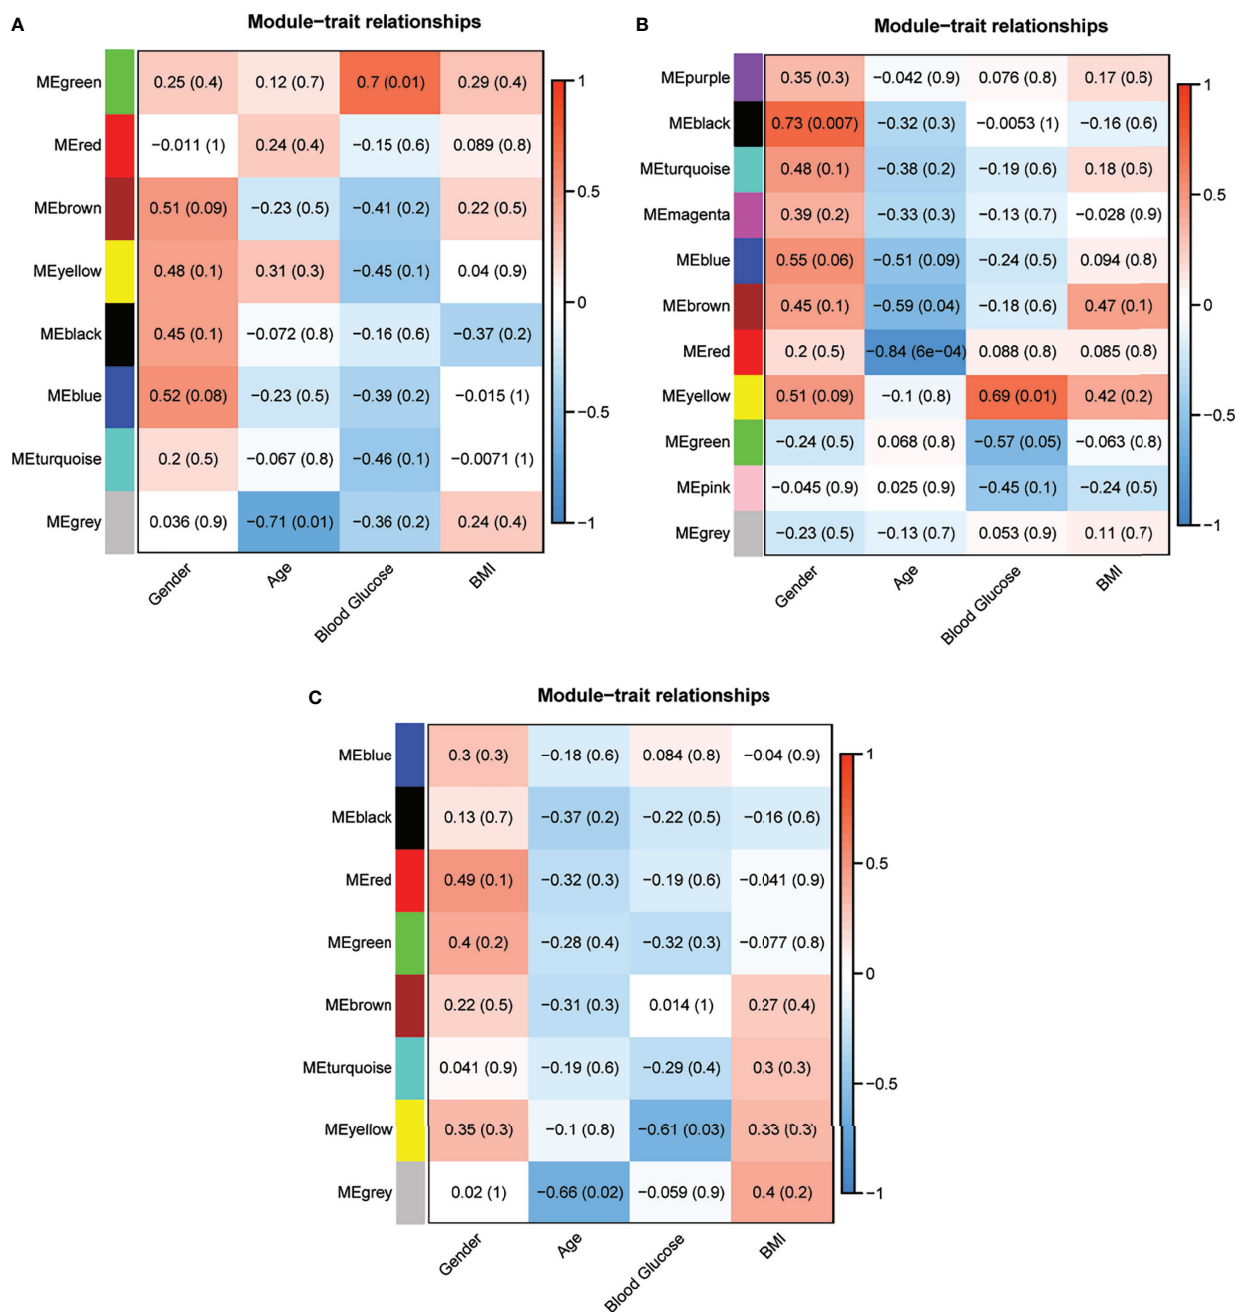 A
Module−trait relationships
MEgreen 0.25 (0.4) 0.12 (0.7) 0.7 (0.01) 0.29 (0.4)
MEred −0.011 (1) 0.24 (0.4) −0.15 (0.6) 0.089 (0.8)
MEbrown 0.51 (0.09) −0.23 (0.5) −0.41 (0.2) 0.22 (0.5)
MEyellow 0.48 (0.1) 0.31 (0.3) −0.45 (0.1) 0.04 (0.9)
MEblack 0.45 (0.1) −0.072 (0.8) −0.16 (0.6) −0.37 (0.2)
MEblue 0.52 (0.08) −0.23 (0.5) −0.39 (0.2) −0.015 (1)
MEturquoise 0.2 (0.5) −0.067 (0.8) −0.46 (0.1) −0.0071 (1)
MEgrey 0.036 (0.9) −0.71 (0.01) −0.36 (0.2) 0.24 (0.4)
Gender Age Blood Glucose BMI
1
0.5
0
−0.5
−1
B
Module−trait relationships
MEpurple 0.35 (0.3) −0.042 (0.9) 0.076 (0.8) 0.17 (0.6)
MEblack 0.73 (0.007) −0.32 (0.3) −0.0053 (1) −0.16 (0.6)
MEturquoise 0.48 (0.1) −0.38 (0.2) −0.19 (0.6) 0.18 (0.6)
MEmagenta 0.39 (0.2) −0.33 (0.3) −0.13 (0.7) −0.028 (0.9)
MEblue 0.55 (0.06) −0.51 (0.09) −0.24 (0.5) 0.094 (0.8)
MEbrown 0.45 (0.1) −0.59 (0.04) −0.18 (0.6) 0.47 (0.1)
MEred 0.2 (0.5) −0.84 (6e−04) 0.088 (0.8) 0.085 (0.8)
MEyellow 0.51 (0.09) −0.1 (0.8) 0.69 (0.01) 0.42 (0.2)
MEgreen −0.24 (0.5) 0.068 (0.8) −0.57 (0.05) −0.063 (0.8)
MEpink −0.045 (0.9) 0.025 (0.9) −0.45 (0.1) −0.24 (0.5)
MEgrey −0.23 (0.5) −0.13 (0.7) 0.053 (0.9) 0.11 (0.7)
Gender Age Blood Glucose BMI
1
0.5
0
−0.5
−1
C
Module−trait relationships
MEblue 0.3 (0.3) −0.18 (0.6) 0.084 (0.8) −0.04 (0.9)
MEblack 0.13 (0.7) −0.37 (0.2) −0.22 (0.5) −0.16 (0.6)
MEred 0.49 (0.1) −0.32 (0.3) −0.19 (0.6) −0.041 (0.9)
MEgreen 0.4 (0.2) −0.28 (0.4) −0.32 (0.3) −0.077 (0.8)
MEbrown 0.22 (0.5) −0.31 (0.3) 0.014 (1) 0.27 (0.4)
MEturquoise 0.041 (0.9) −0.19 (0.6) −0.29 (0.4) 0.3 (0.3)
MEyellow 0.35 (0.3) −0.1 (0.8) −0.61 (0.03) 0.33 (0.3)
MEgrey 0.02 (1) −0.66 (0.02) −0.059 (0.9) 0.4 (0.2)
Gender Age Blood Glucose BMI
1
0.5
0
−0.5
−1